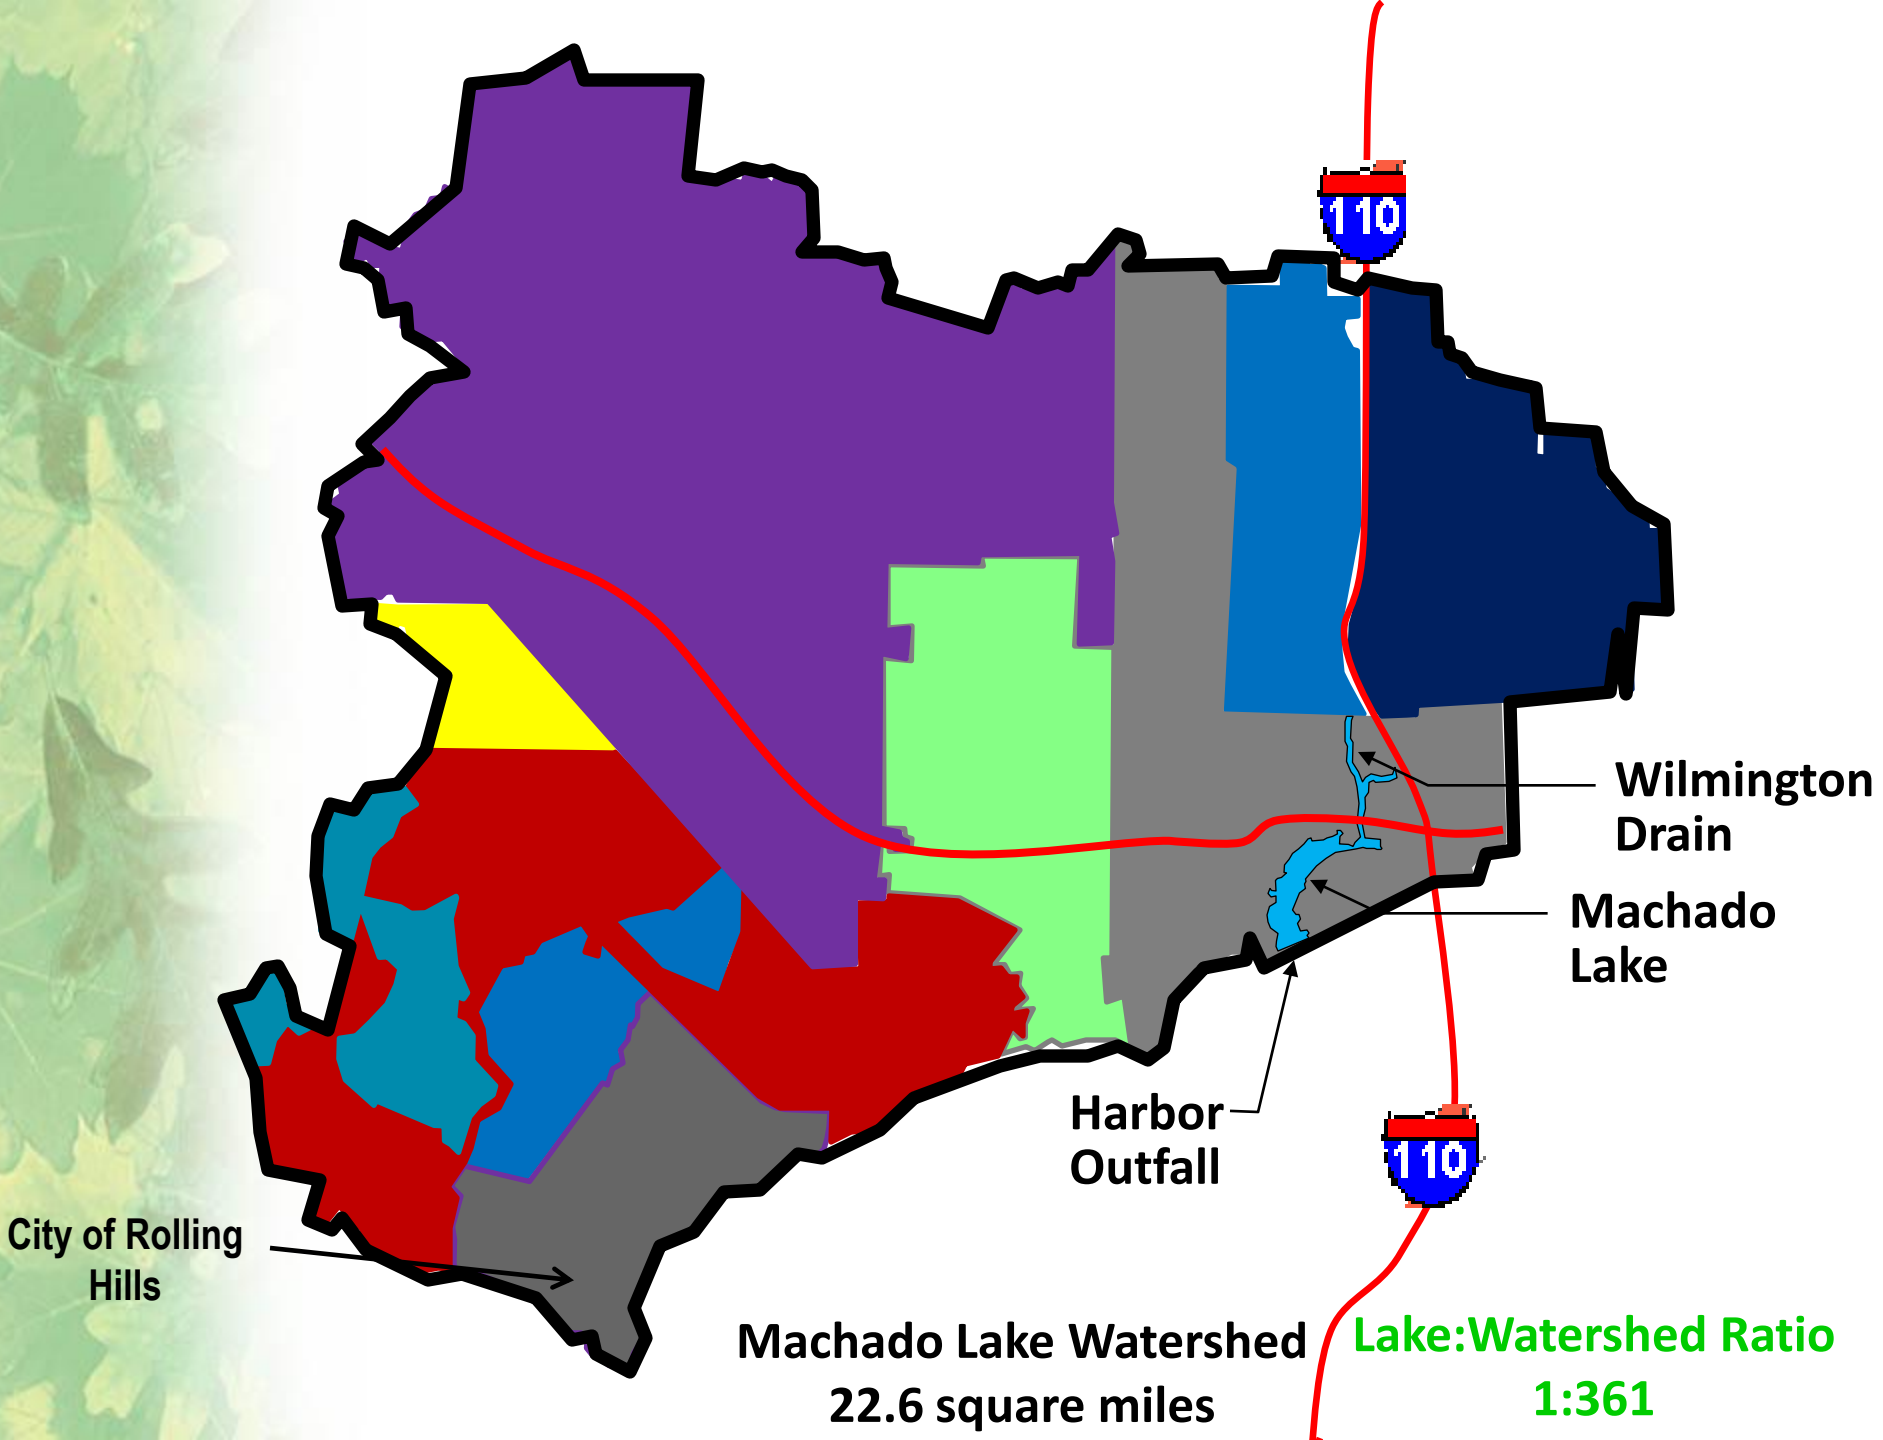 110
Wilmington
Drain
Machado
Lake
Harbor
Outfall
110
City of Rolling
Hills
Machado Lake Watershed
22.6 square miles
Lake:Watershed Ratio
1:361